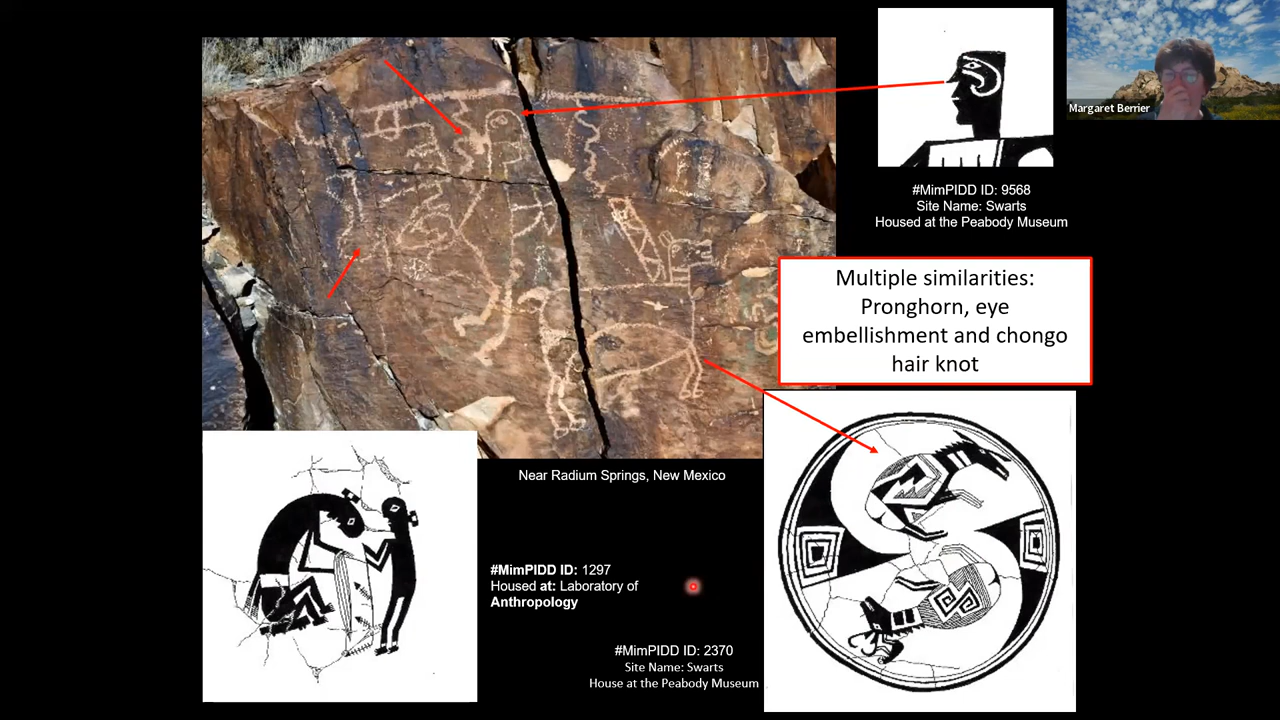 Margaret Berrier
#MimPIDD ID: 9568
Site Name: Swarts
Housed at the Peabody Museum
Multiple similarities:
Pronghorn, eye
embellishment and chongo
hair knot
Near Radium Springs, New Mexico
#MimPIDD ID: 1297
Housed at: Laboratory of
Anthropology
#MimPIDD ID: 2370
Site Name: Swarts
House at the Peabody Museum